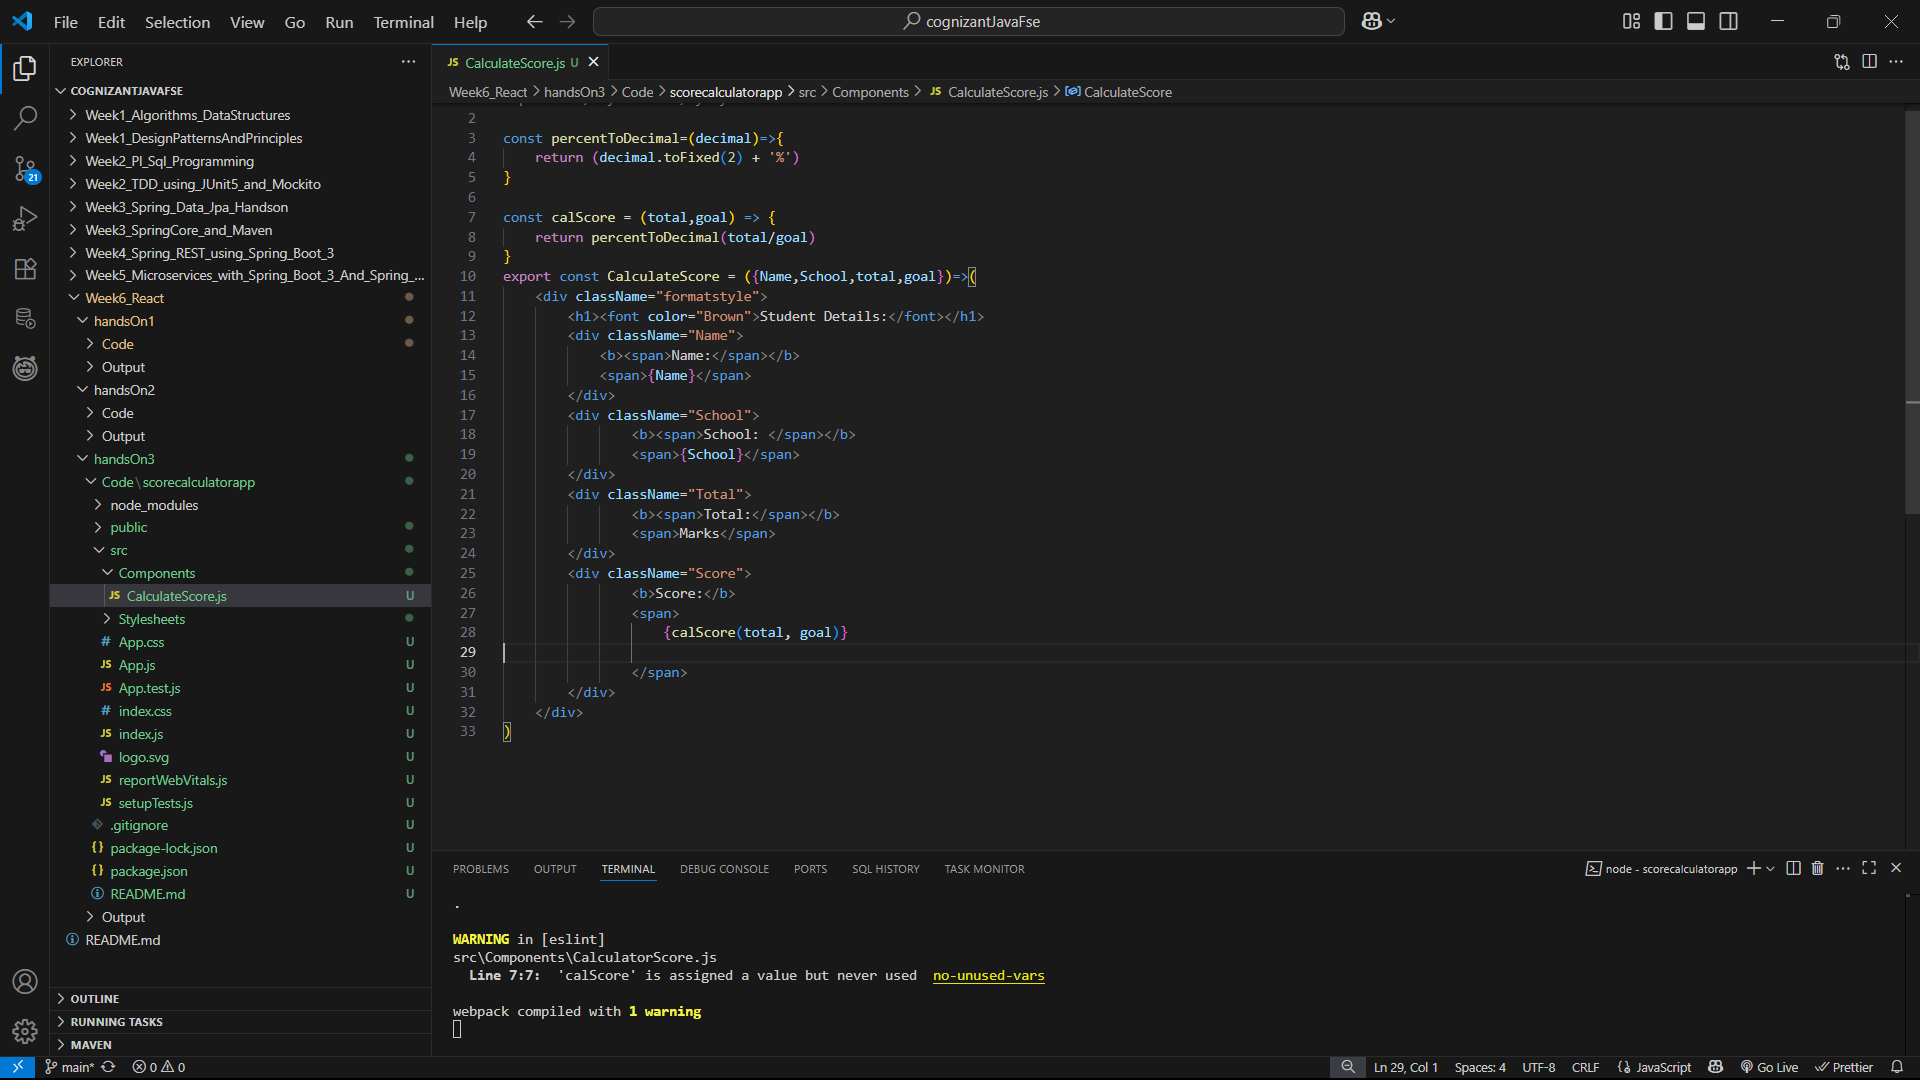 File Edit Selection View Go Run Terminal Help
cognizantJavaFse
EXPLORER
COGNIZANTJAVAFSE
Week1_Algorithms_DataStructures
Week1_DesignPatternsAndPrinciples
Week2_Pl_Sql_Programming
Week2_TDD_using_JUnit5_and_Mockito
Week3_Spring_Data_Jpa_Handson
Week3_SpringCore_and_Maven
Week4_Spring_REST_using_Spring_Boot_3
Week5_Microservices_with_Spring_Boot_3_And_Spring_...
Week6_React
handsOn1
Code
Output
handsOn2
Code
Output
handsOn3
Code\scorecalculatorapp
node_modules
public
src
Components
JS CalculateScore.js U
Stylesheets
# App.css U
JS App.js U
JS App.test.js U
# index.css U
JS index.js U
logo.svg U
JS reportWebVitals.js U
JS setupTests.js U
.gitignore U
{} package-lock.json U
{} package.json U
README.md U
Output
README.md
OUTLINE
RUNNING TASKS
MAVEN
21
JS CalculateScore.js U
Week6_React > handsOn3 > Code > scorecalculatorapp > src > Components > JS CalculateScore.js > CalculateScore
2
3 const percentToDecimal=(decimal)=>{
4 return (decimal.toFixed(2) + '%')
5 }
6
7 const calScore = (total,goal) => {
8 return percentToDecimal(total/goal)
9 }
10 export const CalculateScore = ({Name,School,total,goal})=>(
11 <div className="formatstyle">
12 <h1><font color="Brown">Student Details:</font></h1>
13 <div className="Name">
14 <b><span>Name:</span></b>
15 <span>{Name}</span>
16 </div>
17 <div className="School">
18 <b><span>School: </span></b>
19 <span>{School}</span>
20 </div>
21 <div className="Total">
22 <b><span>Total:</span></b>
23 <span>Marks</span>
24 </div>
25 <div className="Score">
26 <b>Score:</b>
27 <span>
28 {calScore(total, goal)}
29
30 </span>
31 </div>
32 </div>
33 )
PROBLEMS OUTPUT TERMINAL DEBUG CONSOLE PORTS SQL HISTORY TASK MONITOR
node - scorecalculatorapp
.
WARNING in [eslint]
src\Components\CalculatorScore.js
Line 7:7: 'calScore' is assigned a value but never used no-unused-vars
webpack compiled with 1 warning
main* 0 0
Ln 29, Col 1 Spaces: 4 UTF-8 CRLF {} JavaScript Go Live Prettier